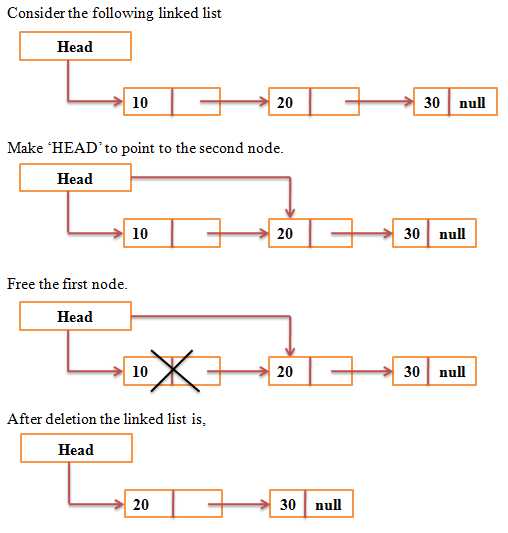 Consider the following linked list
Head
10 20 30 null
Make ‘HEAD’ to point to the second node.
Head
10 20 30 null
Free the first node.
Head
10 20 30 null
After deletion the linked list is,
Head
20 30 null